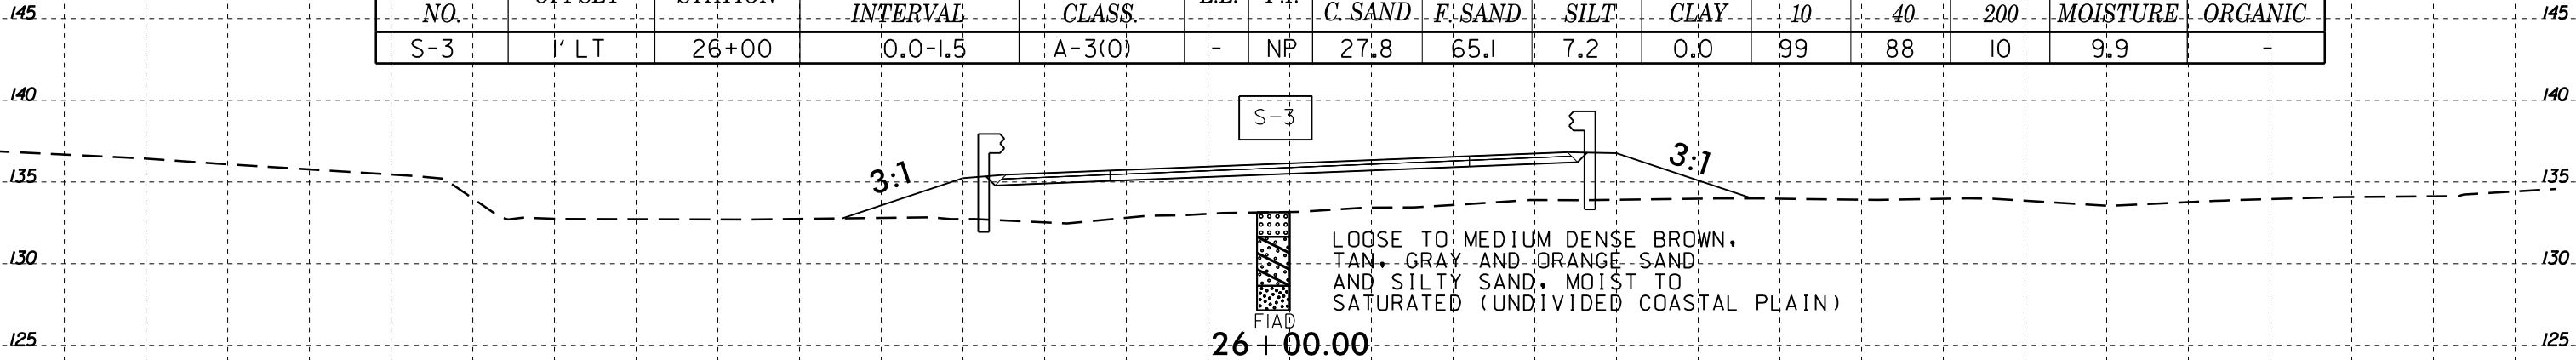 OFFSET STATION L.L. P.I.
145 NO. INTERVAL CLASS. C. SAND F. SAND SILT CLAY 10 40 200 MOISTURE ORGANIC 145
S-3 1' LT 26+00 0.0-1.5 A-3(0) - NP 27.8 65.1 7.2 0.0 99 88 10 9.9 -
140 140
S-3
3:1 3:1
135 135
LOOSE TO MEDIUM DENSE BROWN,
TAN, GRAY AND ORANGE SAND
130 130
AND SILTY SAND, MOIST TO
SATURATED (UNDIVIDED COASTAL PLAIN)
FIAD
125 26+00.00 125